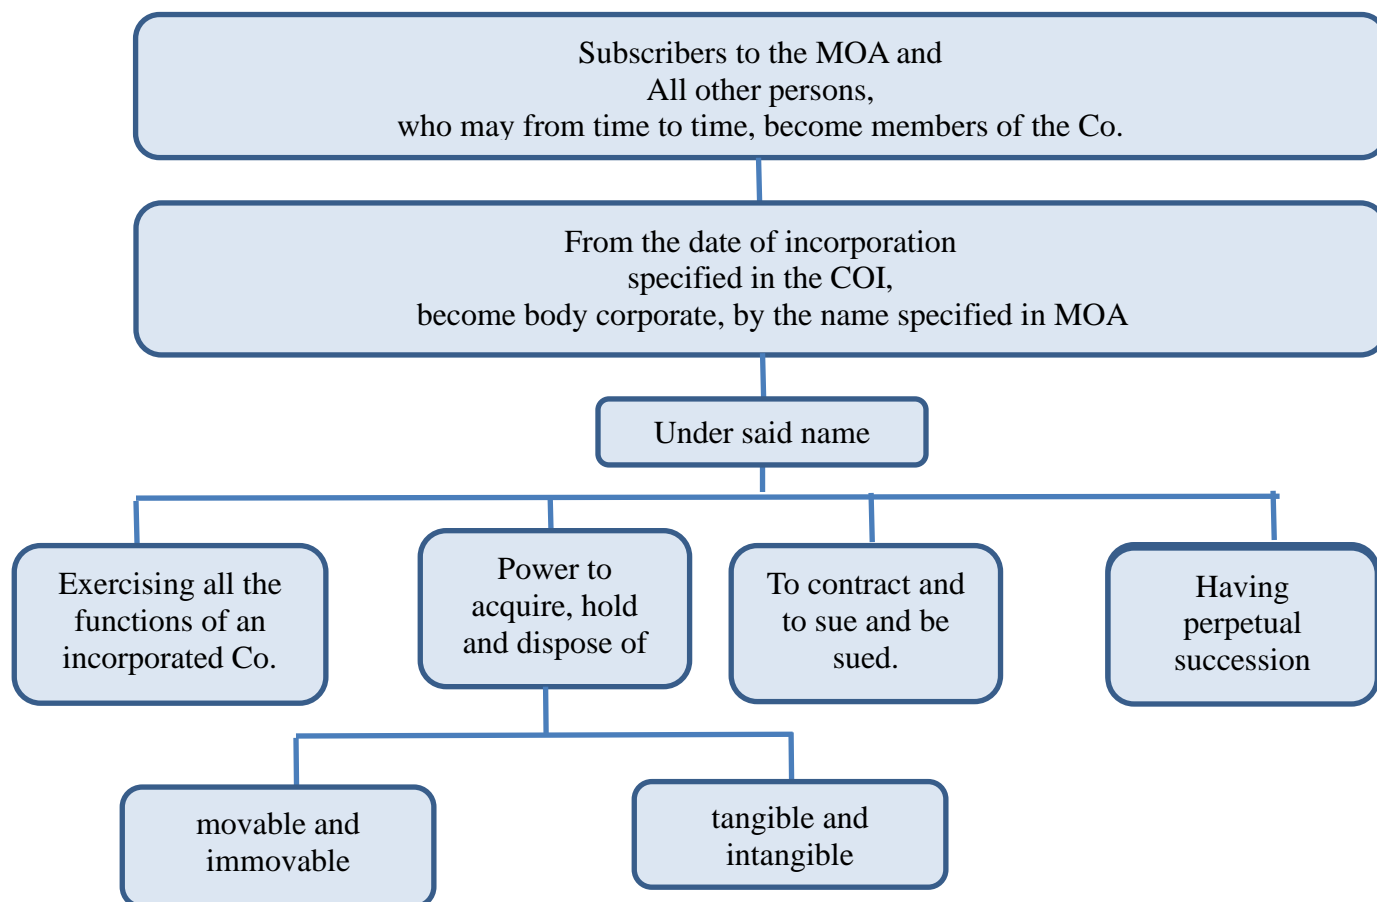 Subscribers to the MOA and
All other persons,
who may from time to time, become members of the Co.
From the date of incorporation
specified in the COI,
become body corporate, by the name specified in MOA
Under said name
Exercising all the
functions of an
incorporated Co.
Power to
acquire, hold
and dispose of
To contract and
to sue and be
sued.
Having
perpetual
succession
movable and
immovable
tangible and
intangible